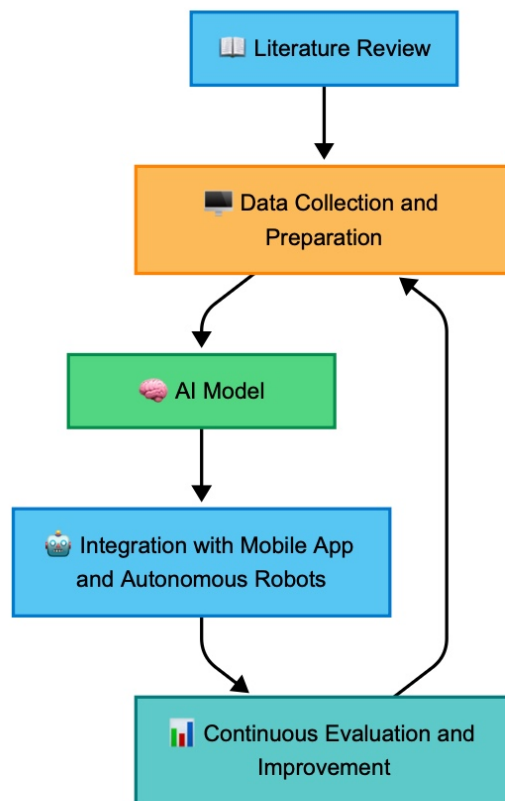 📖 Literature Review
🖥️ Data Collection and
Preparation
🧠 AI Model
🤖 Integration with Mobile App
and Autonomous Robots
📊 Continuous Evaluation and
Improvement